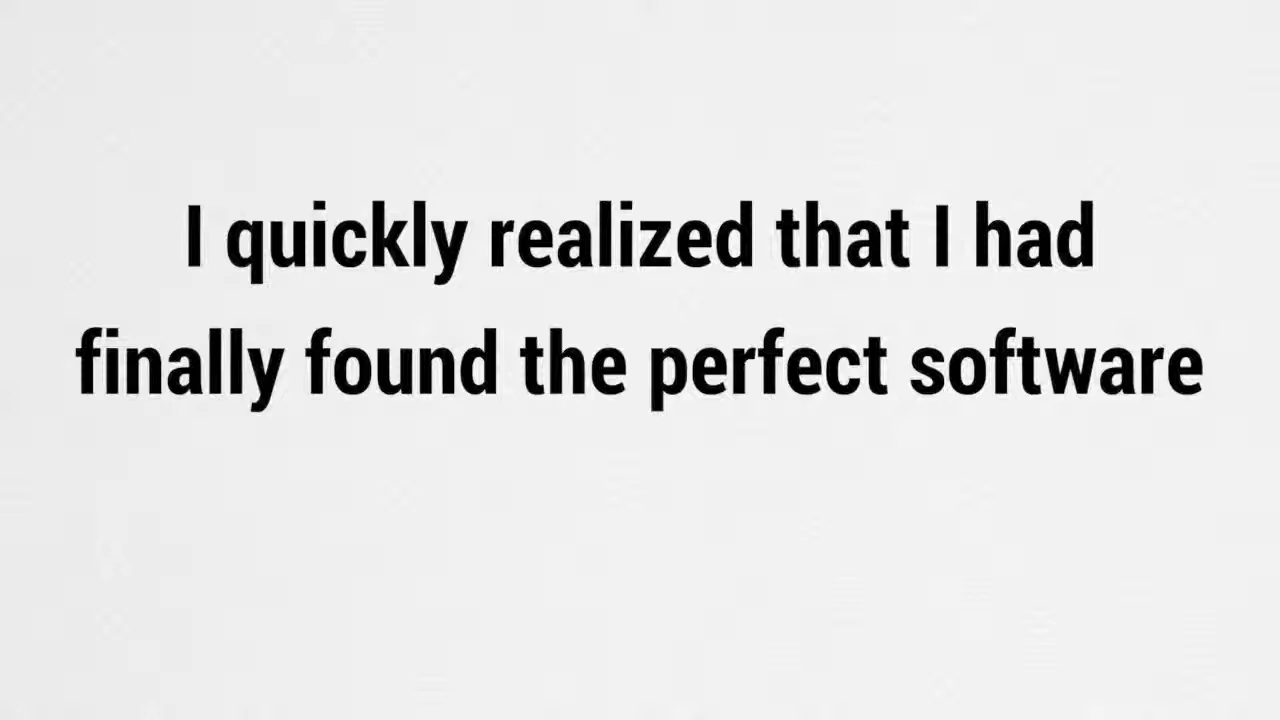 I quickly realized that I had
finally found the perfect software